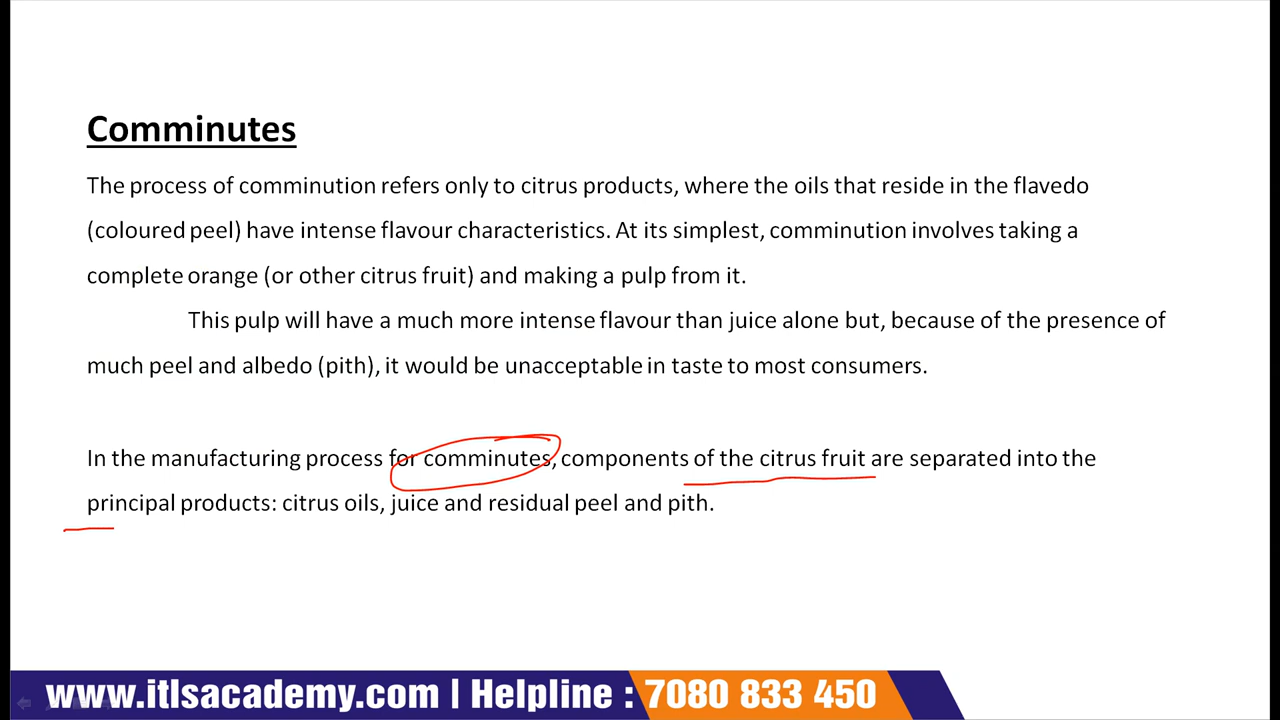 Comminutes
The process of comminution refers only to citrus products, where the oils that reside in the flavedo
(coloured peel) have intense flavour characteristics. At its simplest, comminution involves taking a
complete orange (or other citrus fruit) and making a pulp from it.
This pulp will have a much more intense flavour than juice alone but, because of the presence of
much peel and albedo (pith), it would be unacceptable in taste to most consumers.
In the manufacturing process for comminutes, components of the citrus fruit are separated into the
principal products: citrus oils, juice and residual peel and pith.
www.itlsacademy.com | Helpline : 7080 833 450